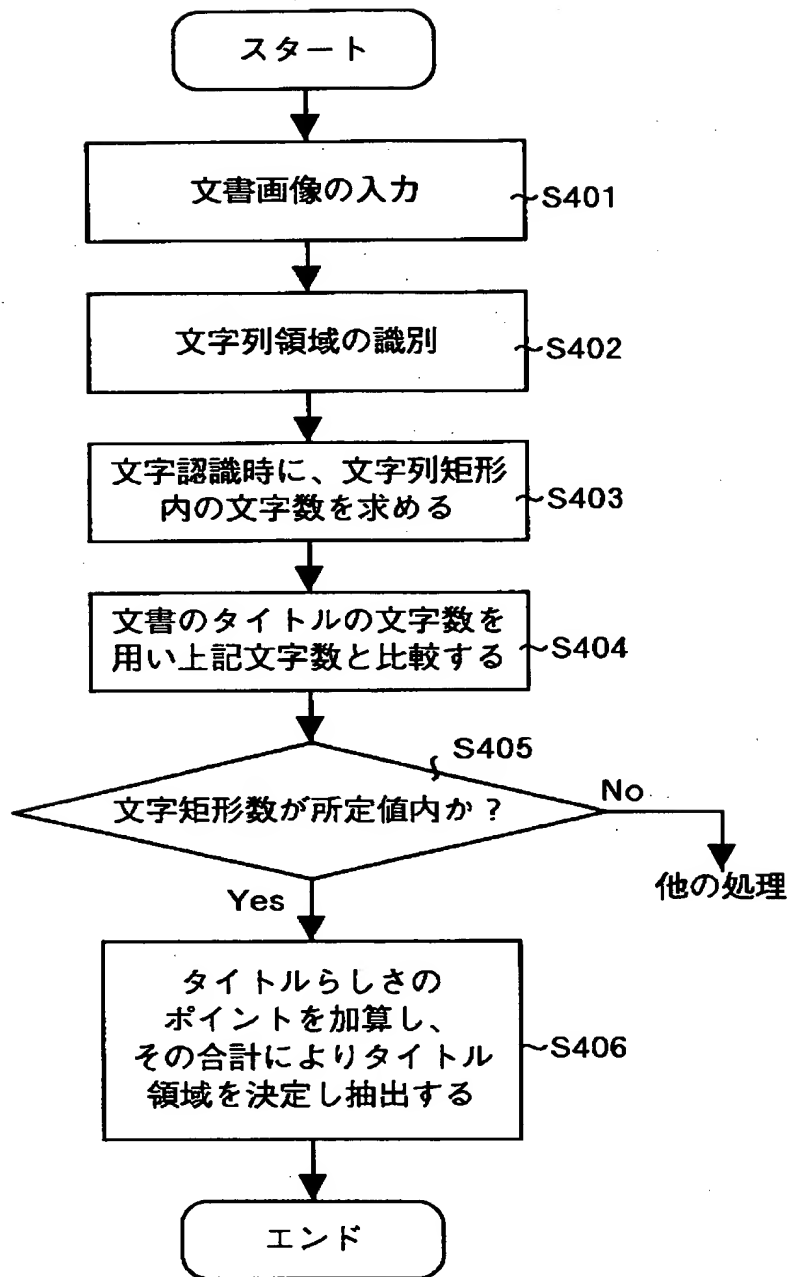 スタート
文書画像の入力
S401
文字列領域の識別
S402
文字認識時に、文字列矩形
内の文字数を求める
S403
文書のタイトルの文字数を
用い上記文字数と比較する
S404
S405
文字矩形数が所定値内か？
No
他の処理
Yes
タイトルらしさの
ポイントを加算し、
その合計によりタイトル
領域を決定し抽出する
S406
エンド